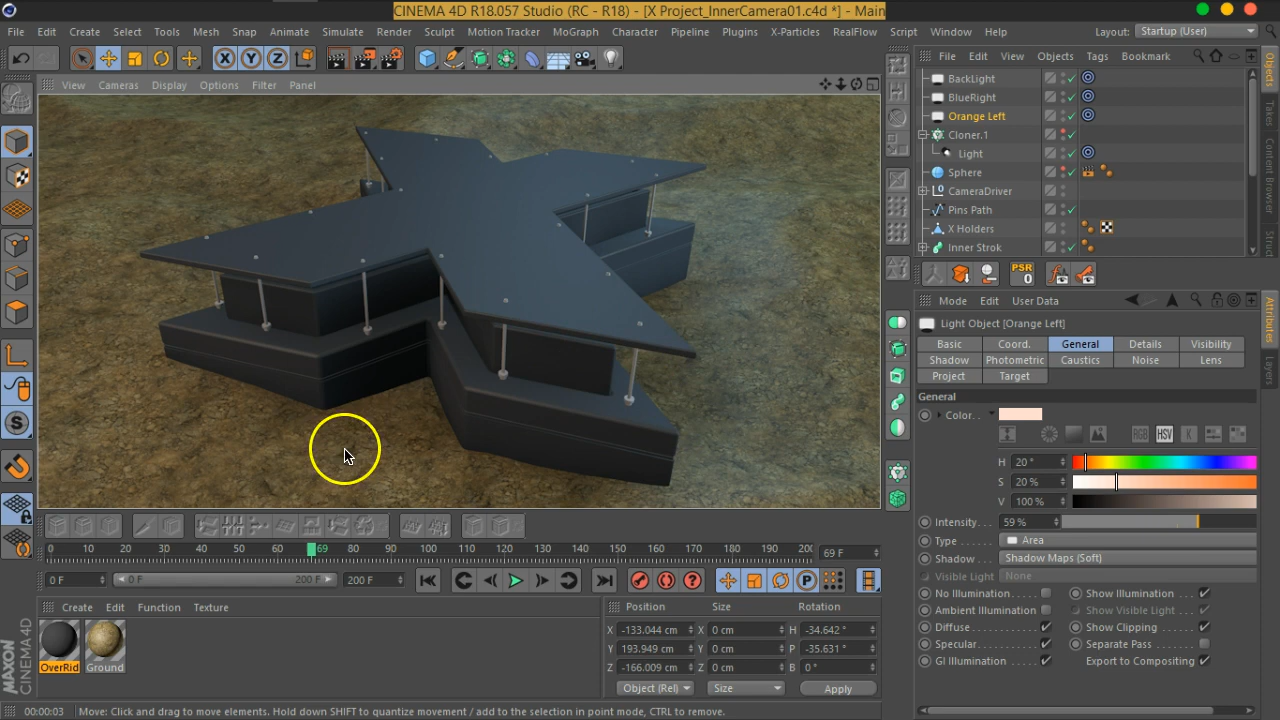 CINEMA 4D R18.057 Studio (RC - R18) - [X Project_InnerCamera01.c4d *] - Main
File Edit Create Select Tools Mesh Snap Animate Simulate Render Sculpt Motion Tracker MoGraph Character Pipeline Plugins X-Particles RealFlow Script Window Help Layout: Startup (User)
X Y Z
File Edit View Objects Tags Bookmark
View Cameras Display Options Filter Panel
BackLight
BlueRight
Orange Left
Cloner.1
Light
Sphere
CameraDriver
Pins Path
X Holders
Inner Strok
Objects
Takes
Content Browser
Struct
PSR
0
Mode Edit User Data
Light Object [Orange Left]
Basic Coord. General Details Visibility
Shadow Photometric Caustics Noise Lens
Project Target
Attributes
Layers
General
Color..
RGB HSV K
H 20 °
S 20 %
V 100 %
Intensity... 59 %
Type Area
Shadow... Shadow Maps (Soft)
Visible Light None
No Illumination Show Illumination
Ambient Illumination Show Visible Light
Diffuse Show Clipping
Specular Separate Pass
GI Illumination Export to Compositing
0 10 20 30 40 50 60 69 80 90 100 110 120 130 140 150 160 170 180 190 200 69 F
0 F 0 F 200 F 200 F
P
Create Edit Function Texture
OverRid Ground
Position Size Rotation
X -133.044 cm X 0 cm H -34.642 °
Y 193.949 cm Y 0 cm P -35.631 °
Z -166.009 cm Z 0 cm B 0 °
Object (Rel) Size Apply
MAXON
CINEMA 4D
00:00:03 Move: Click and drag to move elements. Hold down SHIFT to quantize movement / add to the selection in point mode, CTRL to remove.